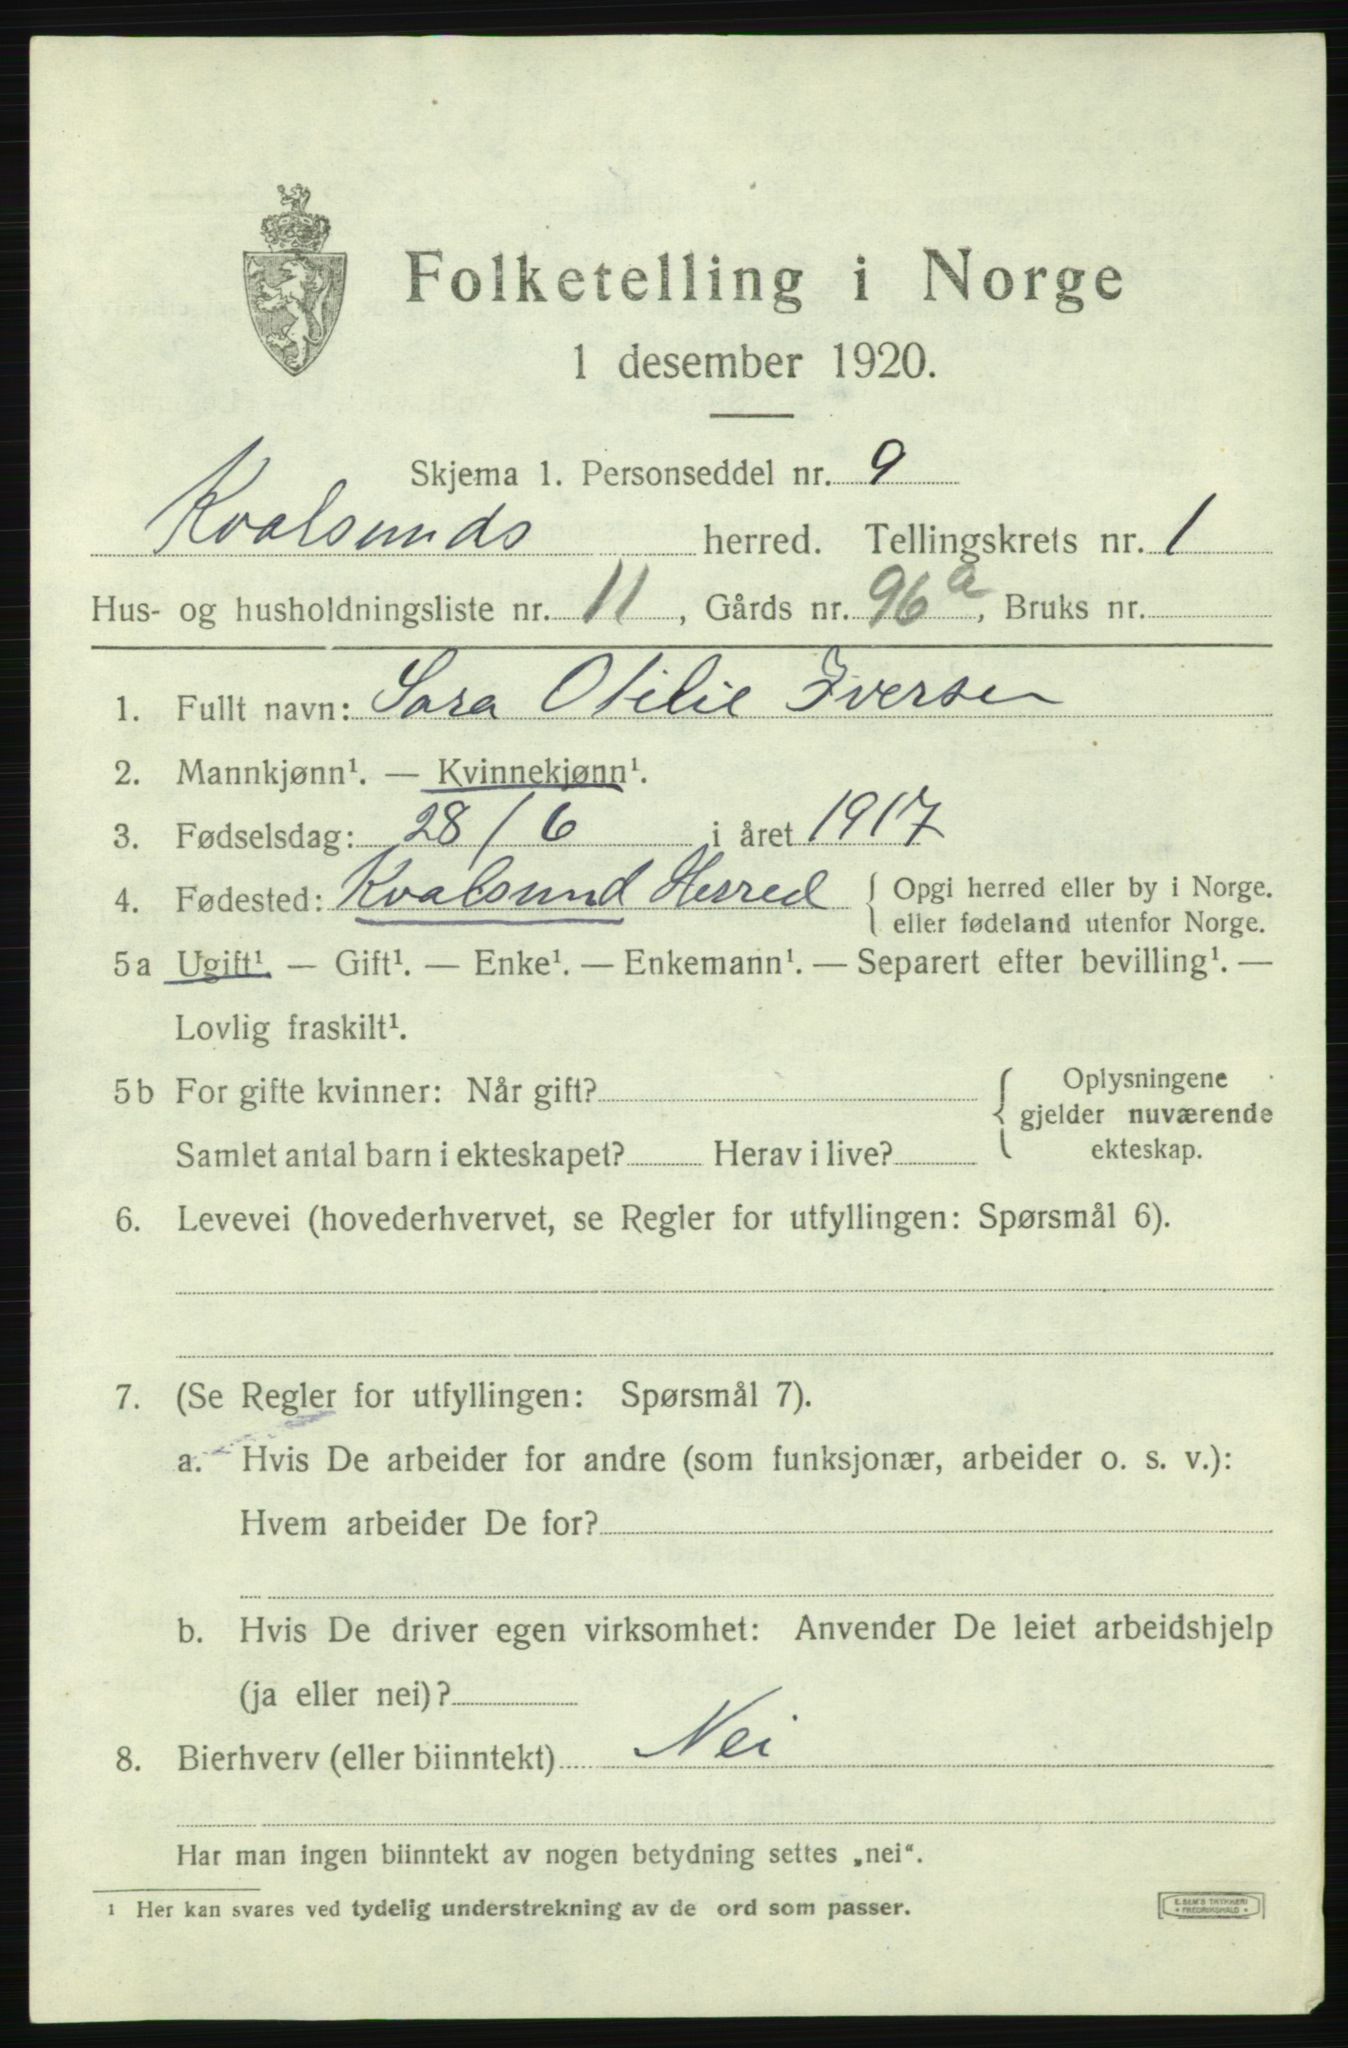 Folketelling i Norge
1 desember 1920.
Skjema 1. Personseddel nr. 9
Kvalsunds herred. Tellingskrets nr. 1
Hus- og husholdningsliste nr. 11, Gårds nr. 96a, Bruks nr.
1. Fullt navn: Sara Otilie Iversen
2. Mannkjønn¹. — Kvinnekjønn¹.
3. Fødselsdag: 28/6 i året 1917
4. Fødested: Kvalsund Herred { Opgi herred eller by i Norge.
{ eller fødeland utenfor Norge.
5a Ugift¹ — Gift¹. — Enke¹. — Enkemann¹. — Separert efter bevilling¹. —
Lovlig fraskilt¹.
5b For gifte kvinner: Når gift? { Oplysningene
gjelder nuværende
Samlet antal barn i ekteskapet? Herav i live? ekteskap.
6. Levevei (hovederhvervet, se Regler for utfyllingen: Spørsmål 6).
7. (Se Regler for utfyllingen: Spørsmål 7).
a. Hvis De arbeider for andre (som funksjonær, arbeider o. s. v.):
Hvem arbeider De for?
b. Hvis De driver egen virksomhet: Anvender De leiet arbeidshjelp
(ja eller nei)?
8. Bierhverv (eller biinntekt) Nei
Har man ingen biinntekt av nogen betydning settes „nei“.
¹ Her kan svares ved tydelig understrekning av de ord som passer.
E. SEM'S TRYKKERI
• FREDRIKSHALD •